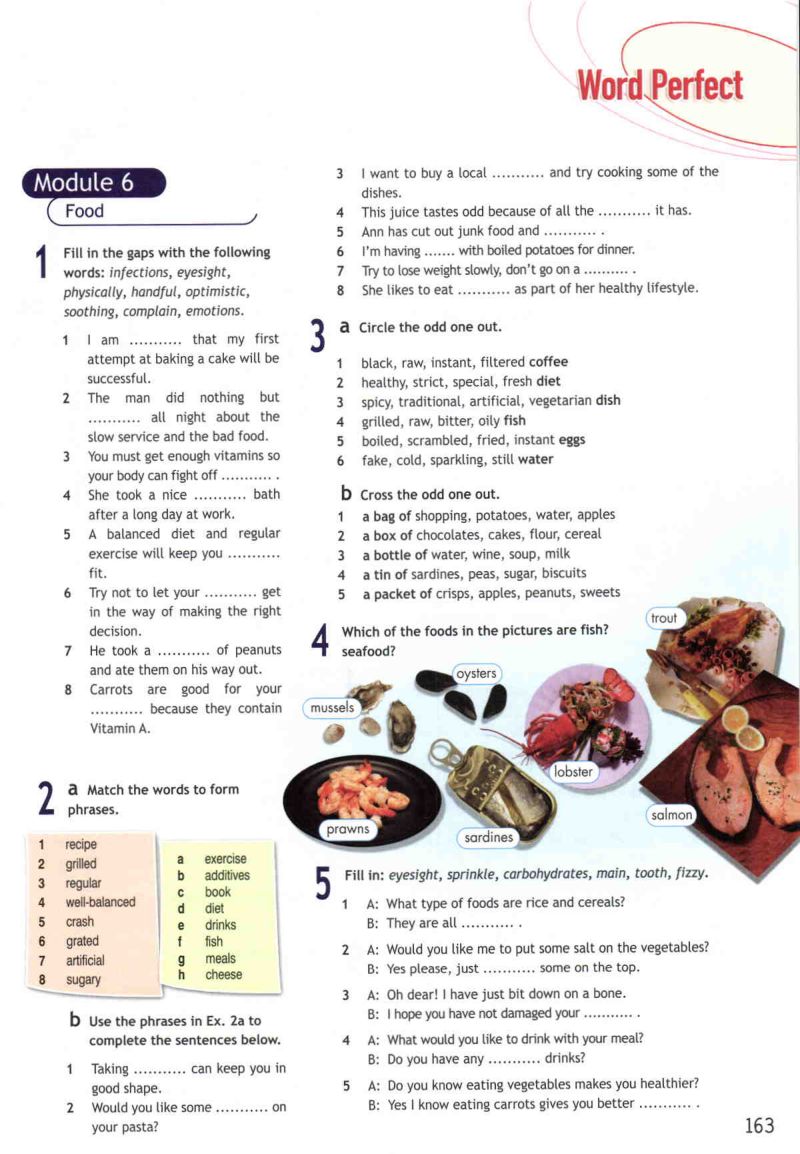 Word Perfect
Module 6
Food
1 Fill in the gaps with the following
words: infections, eyesight,
physically, handful, optimistic,
soothing, complain, emotions.
1 I am ........... that my first
attempt at baking a cake will be
successful.
2 The man did nothing but
........... all night about the
slow service and the bad food.
3 You must get enough vitamins so
your body can fight off ........... .
4 She took a nice ........... bath
after a long day at work.
5 A balanced diet and regular
exercise will keep you ...........
fit.
6 Try not to let your ........... get
in the way of making the right
decision.
7 He took a ........... of peanuts
and ate them on his way out.
8 Carrots are good for your
........... because they contain
Vitamin A.
2 a Match the words to form
phrases.
1 recipe
2 grilled
3 regular
4 well-balanced
5 crash
6 grated
7 artificial
8 sugary
a exercise
b additives
c book
d diet
e drinks
f fish
g meals
h cheese
b Use the phrases in Ex. 2a to
complete the sentences below.
1 Taking ........... can keep you in
good shape.
2 Would you like some ........... on
your pasta?
3 I want to buy a local ........... and try cooking some of the
dishes.
4 This juice tastes odd because of all the ........... it has.
5 Ann has cut out junk food and ........... .
6 I'm having ....... with boiled potatoes for dinner.
7 Try to lose weight slowly, don't go on a .......... .
8 She likes to eat ........... as part of her healthy lifestyle.
3 a Circle the odd one out.
1 black, raw, instant, filtered coffee
2 healthy, strict, special, fresh diet
3 spicy, traditional, artificial, vegetarian dish
4 grilled, raw, bitter, oily fish
5 boiled, scrambled, fried, instant eggs
6 fake, cold, sparkling, still water
b Cross the odd one out.
1 a bag of shopping, potatoes, water, apples
2 a box of chocolates, cakes, flour, cereal
3 a bottle of water, wine, soup, milk
4 a tin of sardines, peas, sugar, biscuits
5 a packet of crisps, apples, peanuts, sweets
4 Which of the foods in the pictures are fish?
seafood?
trout
oysters
mussels
lobster
salmon
prawns
sardines
5 Fill in: eyesight, sprinkle, carbohydrates, main, tooth, fizzy.
1 A: What type of foods are rice and cereals?
B: They are all ........... .
2 A: Would you like me to put some salt on the vegetables?
B: Yes please, just ........... some on the top.
3 A: Oh dear! I have just bit down on a bone.
B: I hope you have not damaged your ........... .
4 A: What would you like to drink with your meal?
B: Do you have any ........... drinks?
5 A: Do you know eating vegetables makes you healthier?
B: Yes I know eating carrots gives you better ........... .
163